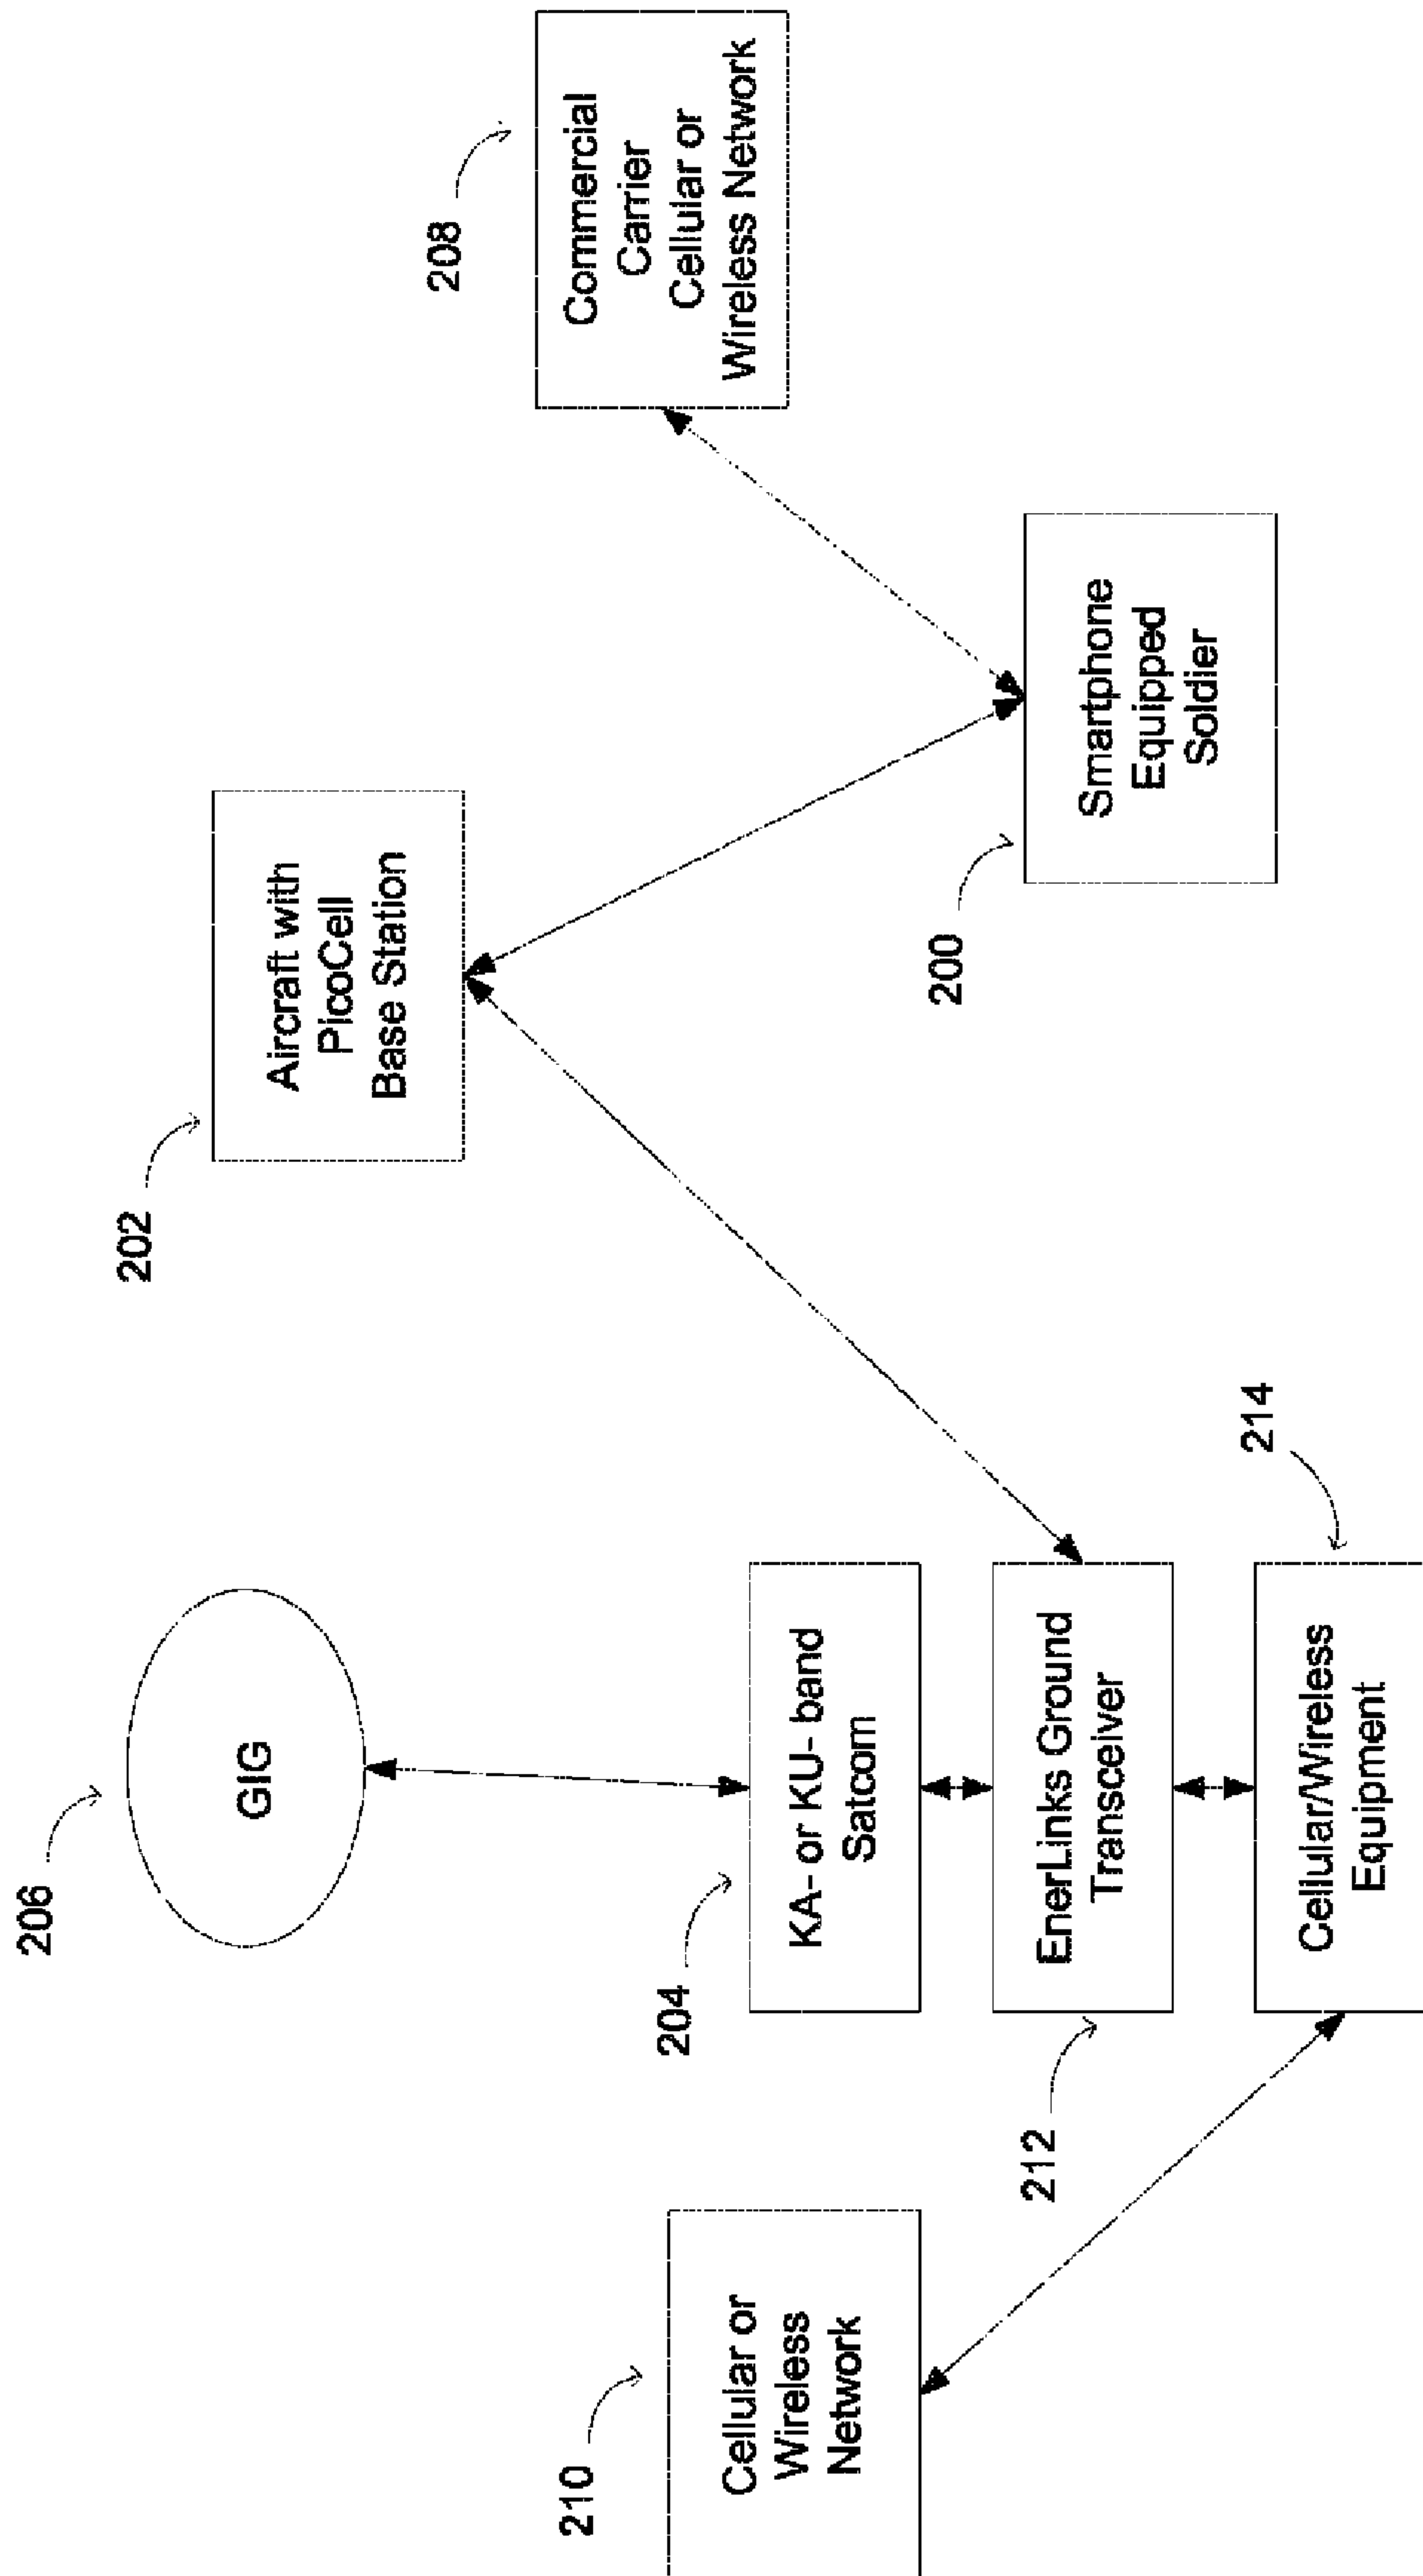 206
GIG
202
Aircraft with
PicoCell
Base Station
208
Commercial
Carrier
Cellular or
Wireless Network
210
Cellular or
Wireless
Network
204
KA- or KU- band
Satcom
212
EnerLinks Ground
Transceiver
214
Cellular/Wireless
Equipment
200
Smartphone
Equipped
Soldier